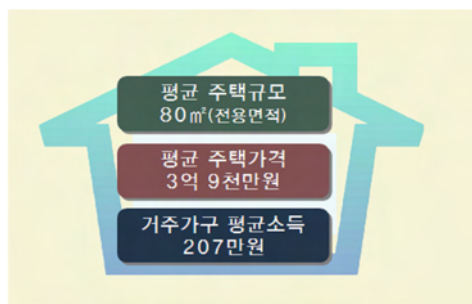 평균 주택규모
80㎡(전용면적)
평균 주택가격
3억 9천만원
거주가구 평균소득
207만원